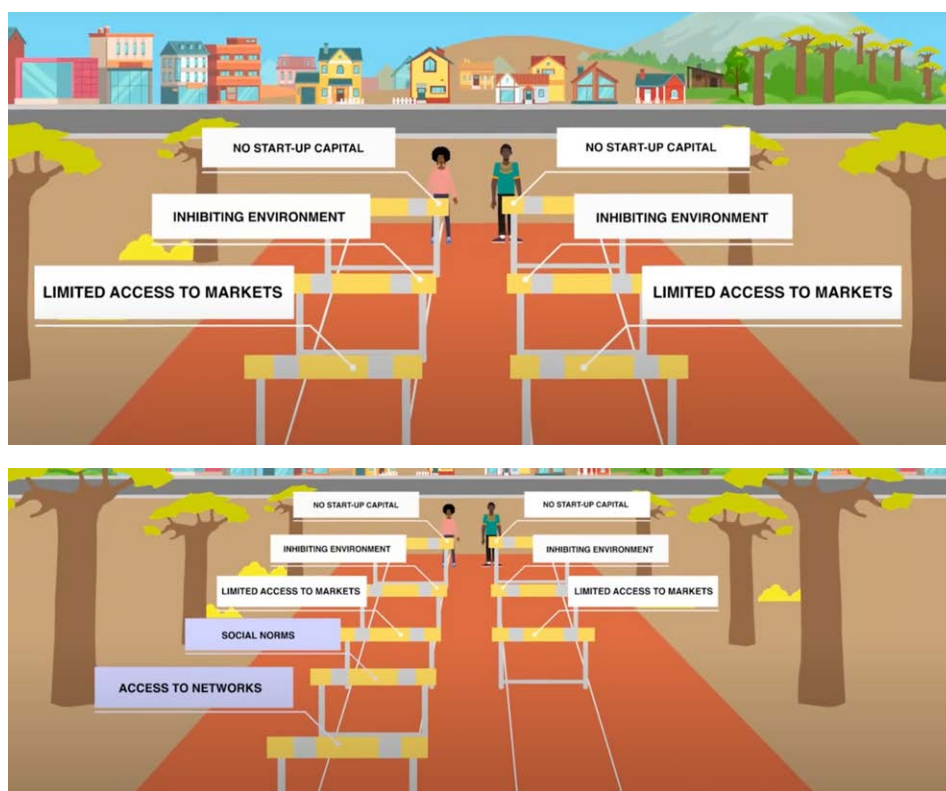 NO START-UP CAPITAL
NO START-UP CAPITAL
INHIBITING ENVIRONMENT
INHIBITING ENVIRONMENT
LIMITED ACCESS TO MARKETS
LIMITED ACCESS TO MARKETS
NO START-UP CAPITAL
NO START-UP CAPITAL
INHIBITING ENVIRONMENT
INHIBITING ENVIRONMENT
LIMITED ACCESS TO MARKETS
LIMITED ACCESS TO MARKETS
SOCIAL NORMS
ACCESS TO NETWORKS